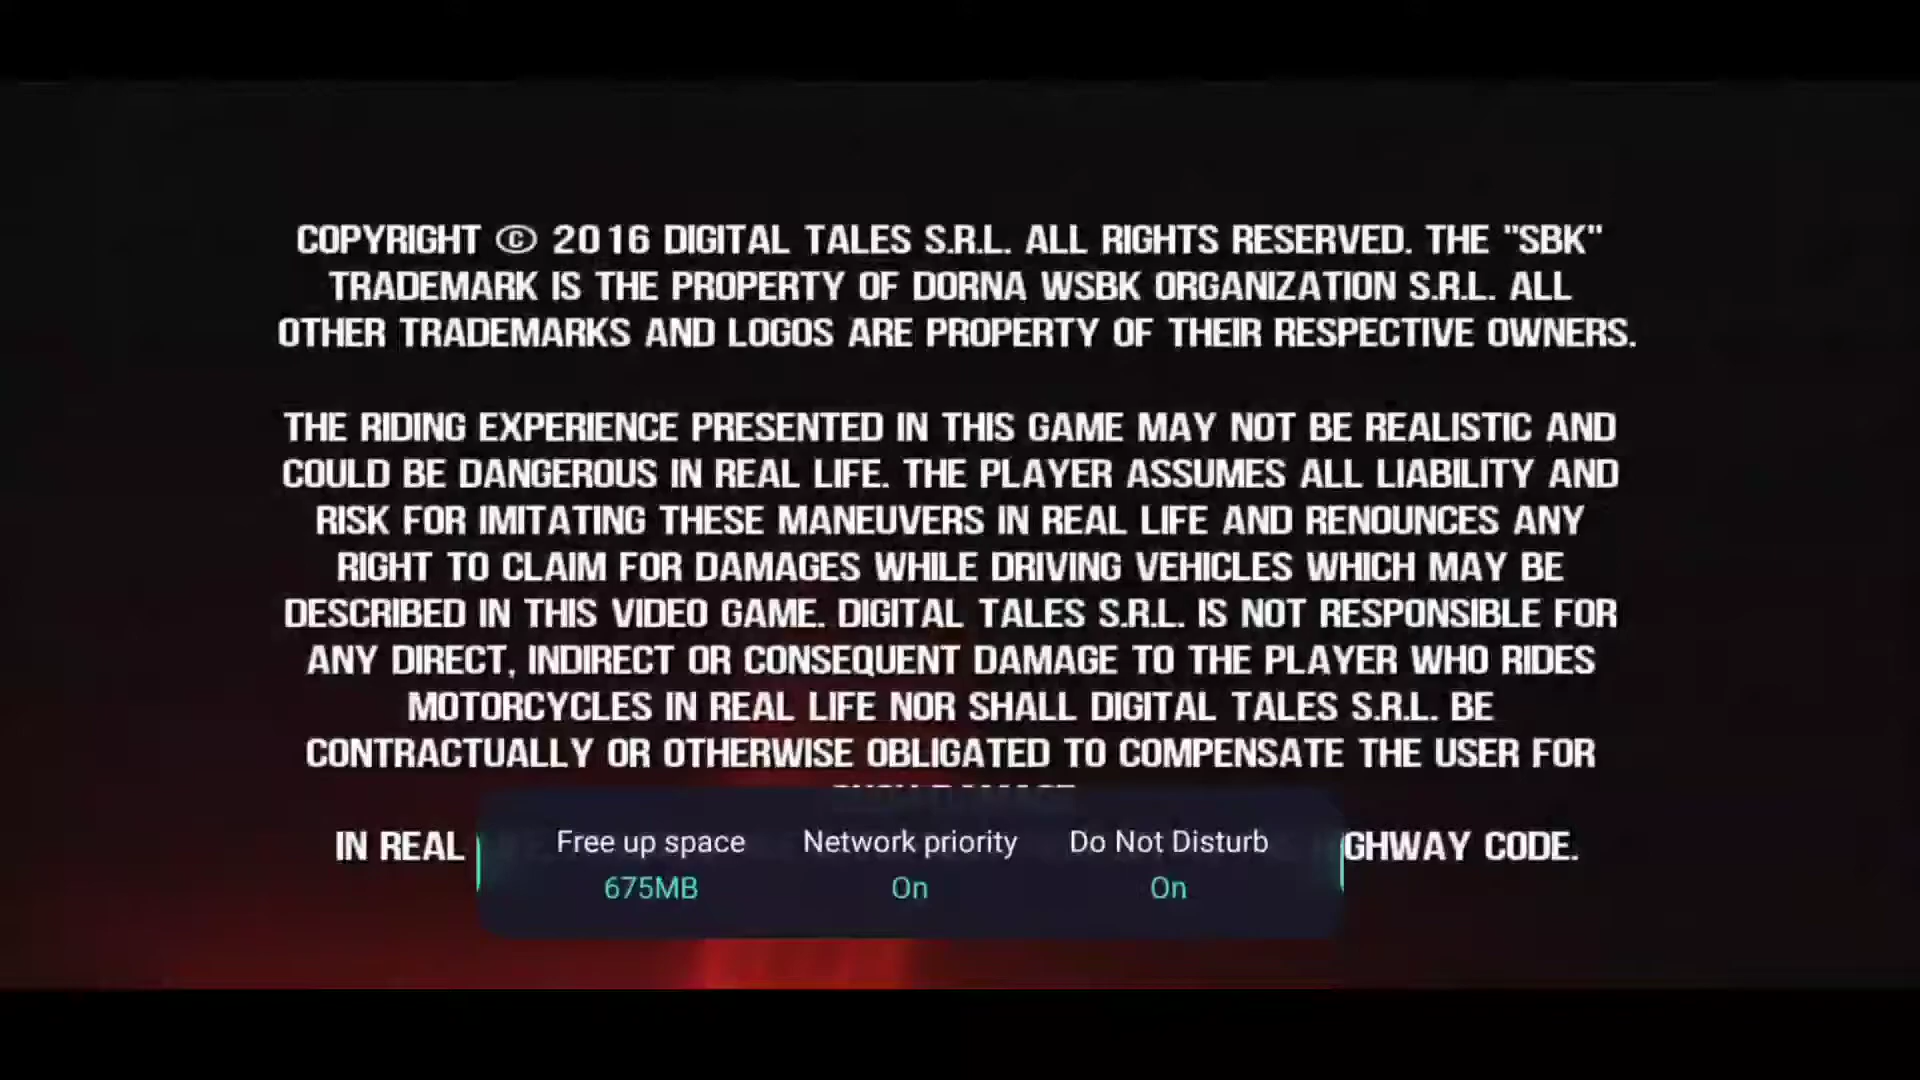 COPYRIGHT © 2016 DIGITAL TALES S.R.L. ALL RIGHTS RESERVED. THE "SBK"
TRADEMARK IS THE PROPERTY OF DORNA WSBK ORGANIZATION S.R.L. ALL
OTHER TRADEMARKS AND LOGOS ARE PROPERTY OF THEIR RESPECTIVE OWNERS.
THE RIDING EXPERIENCE PRESENTED IN THIS GAME MAY NOT BE REALISTIC AND
COULD BE DANGEROUS IN REAL LIFE. THE PLAYER ASSUMES ALL LIABILITY AND
RISK FOR IMITATING THESE MANEUVERS IN REAL LIFE AND RENOUNCES ANY
RIGHT TO CLAIM FOR DAMAGES WHILE DRIVING VEHICLES WHICH MAY BE
DESCRIBED IN THIS VIDEO GAME. DIGITAL TALES S.R.L. IS NOT RESPONSIBLE FOR
ANY DIRECT, INDIRECT OR CONSEQUENT DAMAGE TO THE PLAYER WHO RIDES
MOTORCYCLES IN REAL LIFE NOR SHALL DIGITAL TALES S.R.L. BE
CONTRACTUALLY OR OTHERWISE OBLIGATED TO COMPENSATE THE USER FOR
IN REAL GHWAY CODE.
Free up space Network priority Do Not Disturb
675MB On On